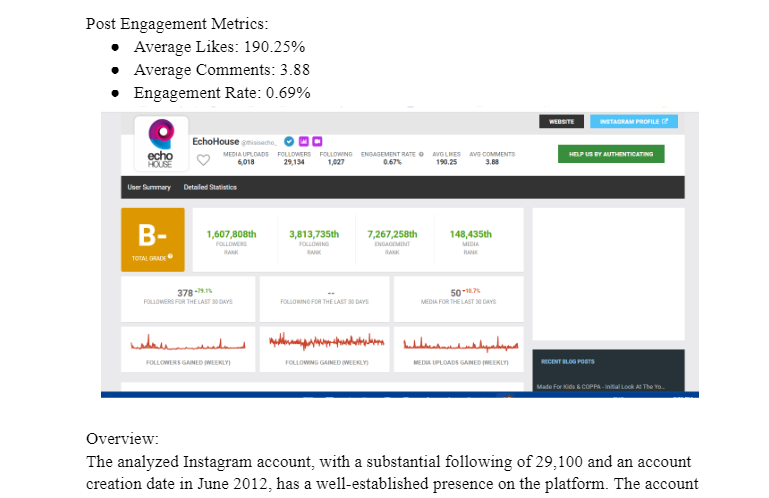 Post Engagement Metrics:
● Average Likes: 190.25%
● Average Comments: 3.88
● Engagement Rate: 0.69%
WEBSITE INSTAGRAM PROFILE
echo
HOUSE
EchoHouse @thisisecho_
MEDIA UPLOADS FOLLOWERS FOLLOWING ENGAGEMENT RATE AVG LIKES AVG COMMENTS
6,018 29,134 1,027 0.67% 190.25 3.88
HELP US BY AUTHENTICATING
User Summary Detailed Statistics
B-
TOTAL GRADE
1,607,808th 3,813,735th 7,267,258th 148,435th
FOLLOWERS FOLLOWING ENGAGEMENT MEDIA
RANK RANK RANK RANK
378 -79.1% -- 50 -10.7%
FOLLOWERS FOR THE LAST 30 DAYS FOLLOWING FOR THE LAST 30 DAYS MEDIA FOR THE LAST 30 DAYS
FOLLOWERS GAINED (WEEKLY) FOLLOWING GAINED (WEEKLY) MEDIA UPLOADS GAINED (WEEKLY)
RECENT BLOG POSTS
Made For Kids & COPPA - Initial Look At The Yo...
Overview:
The analyzed Instagram account, with a substantial following of 29,100 and an account
creation date in June 2012, has a well-established presence on the platform. The account